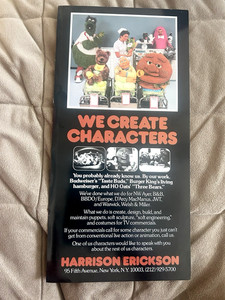 WE CREATE
CHARACTERS
You probably already know us. By our work.
Budweiser's "Taste Buds," Burger King's living
hamburger, and HO Oats' "Three Bears."
We've done what we do for NW Ayer, B&B,
BBDO/Europe, D'Arcy MacManus, JWT,
and Warwick, Welsh & Miller.
What we do is create, design, build, and
maintain puppets, soft sculpture, "soft engineering,"
and costumes for TV commercials.
If your commercials call for some character you just can't
get from conventional live action or animation, call us.
One of us creators would like to speak with you
about the rest of us characters.
HARRISON ERICKSON
95 Fifth Avenue, New York, N.Y. 10003, (212) 929-5700